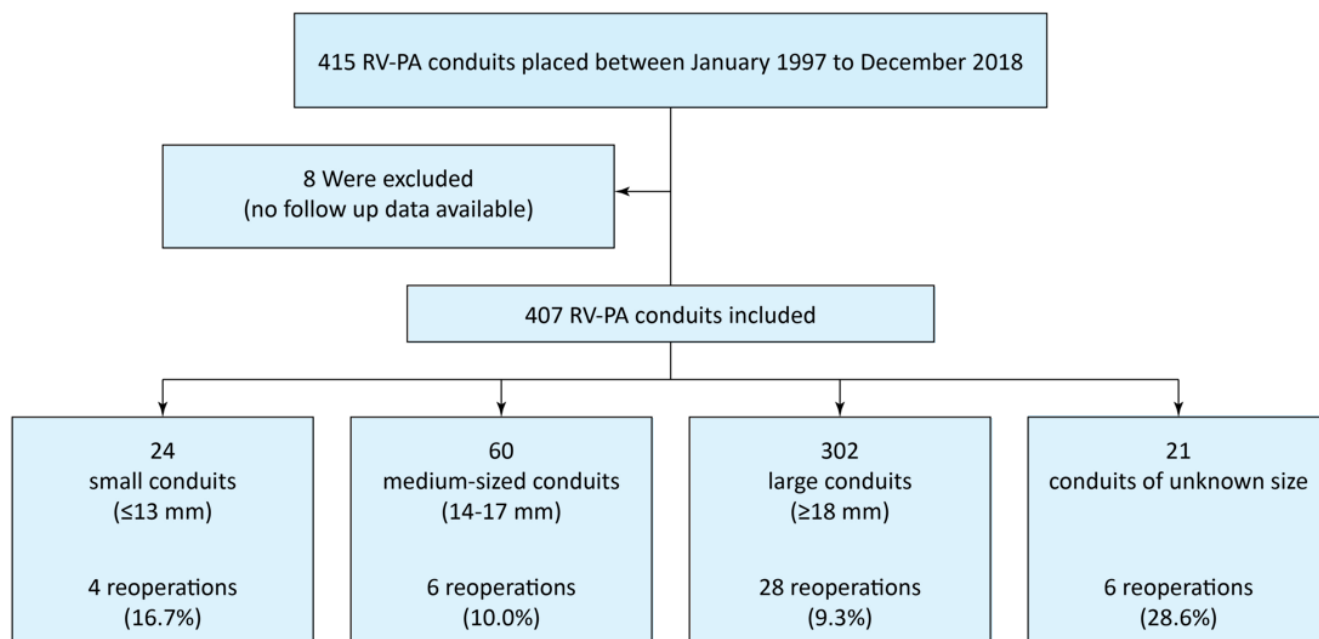 415 RV-PA conduits placed between January 1997 to December 2018
8 Were excluded
(no follow up data available)
407 RV-PA conduits included
24
small conduits
(≤13 mm)
4 reoperations
(16.7%)
60
medium-sized conduits
(14-17 mm)
6 reoperations
(10.0%)
302
large conduits
(≥18 mm)
28 reoperations
(9.3%)
21
conduits of unknown size
6 reoperations
(28.6%)